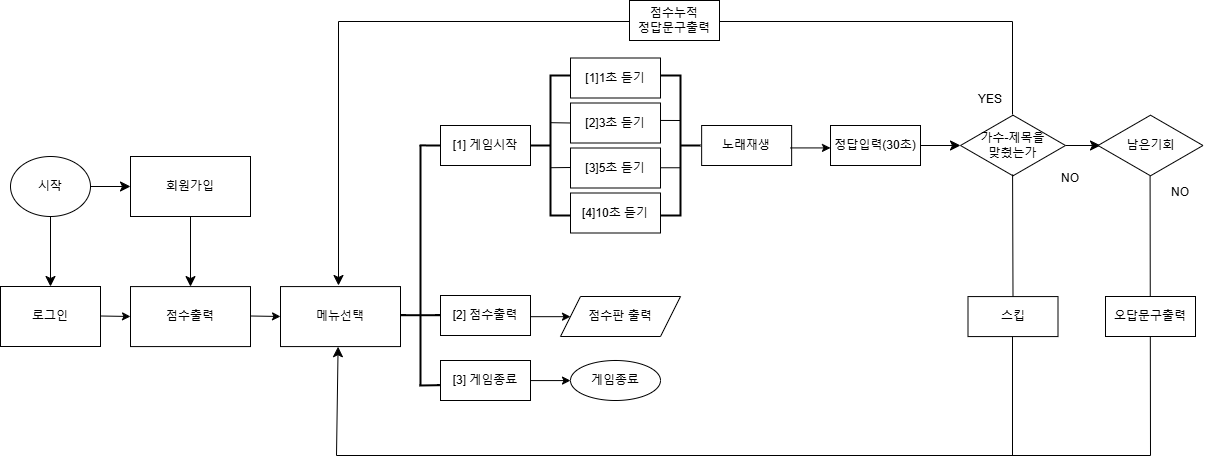 점수누적
정답문구출력
[1]1초 듣기
YES
[2]3초 듣기
[1] 게임시작
노래재생
정답입력(30초)
가수-제목을
맞췄는가
남은기회
[3]5초 듣기
NO
NO
시작
회원가입
[4]10초 듣기
로그인
점수출력
메뉴선택
[2] 점수출력
점수판 출력
스킵
오답문구출력
[3] 게임종료
게임종료